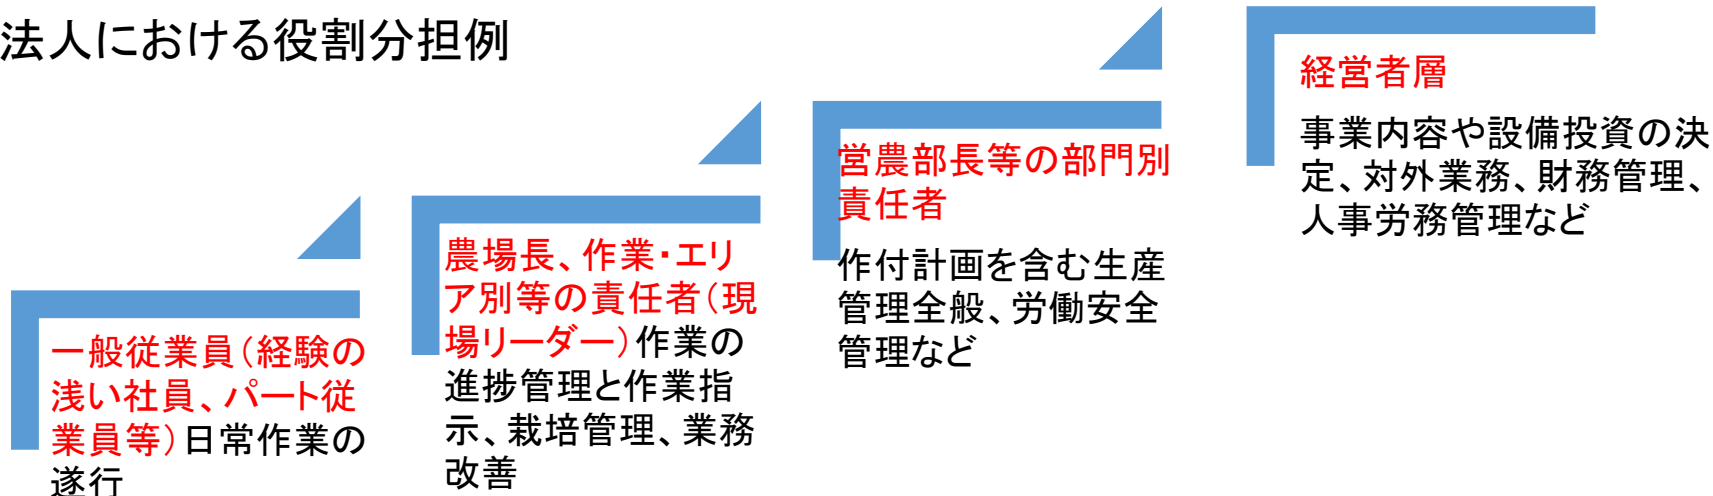 法人における役割分担例
一般従業員（経験の
浅い社員、パート従
業員等）日常作業の
遂行
農場長、作業・エリ
ア別等の責任者（現
場リーダー）作業の
進捗管理と作業指
示、栽培管理、業務
改善
営農部長等の部門別
責任者
作付計画を含む生産
管理全般、労働安全
管理など
経営者層
事業内容や設備投資の決
定、対外業務、財務管理、
人事労務管理など